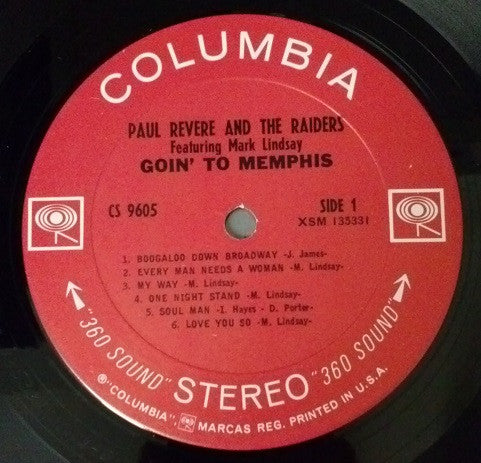 COLUMBIA
PAUL REVERE AND THE RAIDERS
Featuring Mark Lindsay
GOIN' TO MEMPHIS
CS 9605
SIDE 1
XSM 135331
1. BOOGALOO DOWN BROADWAY -J. James-
2. EVERY MAN NEEDS A WOMAN -M. Lindsay-
3. MY WAY -M. Lindsay-
4. ONE NIGHT STAND -M. Lindsay-
5. SOUL MAN -I. Hayes - D. Porter-
6. LOVE YOU SO -M. Lindsay-
"360 SOUND" STEREO "360 SOUND"
℗ "COLUMBIA", MARCAS REG. PRINTED IN U.S.A.